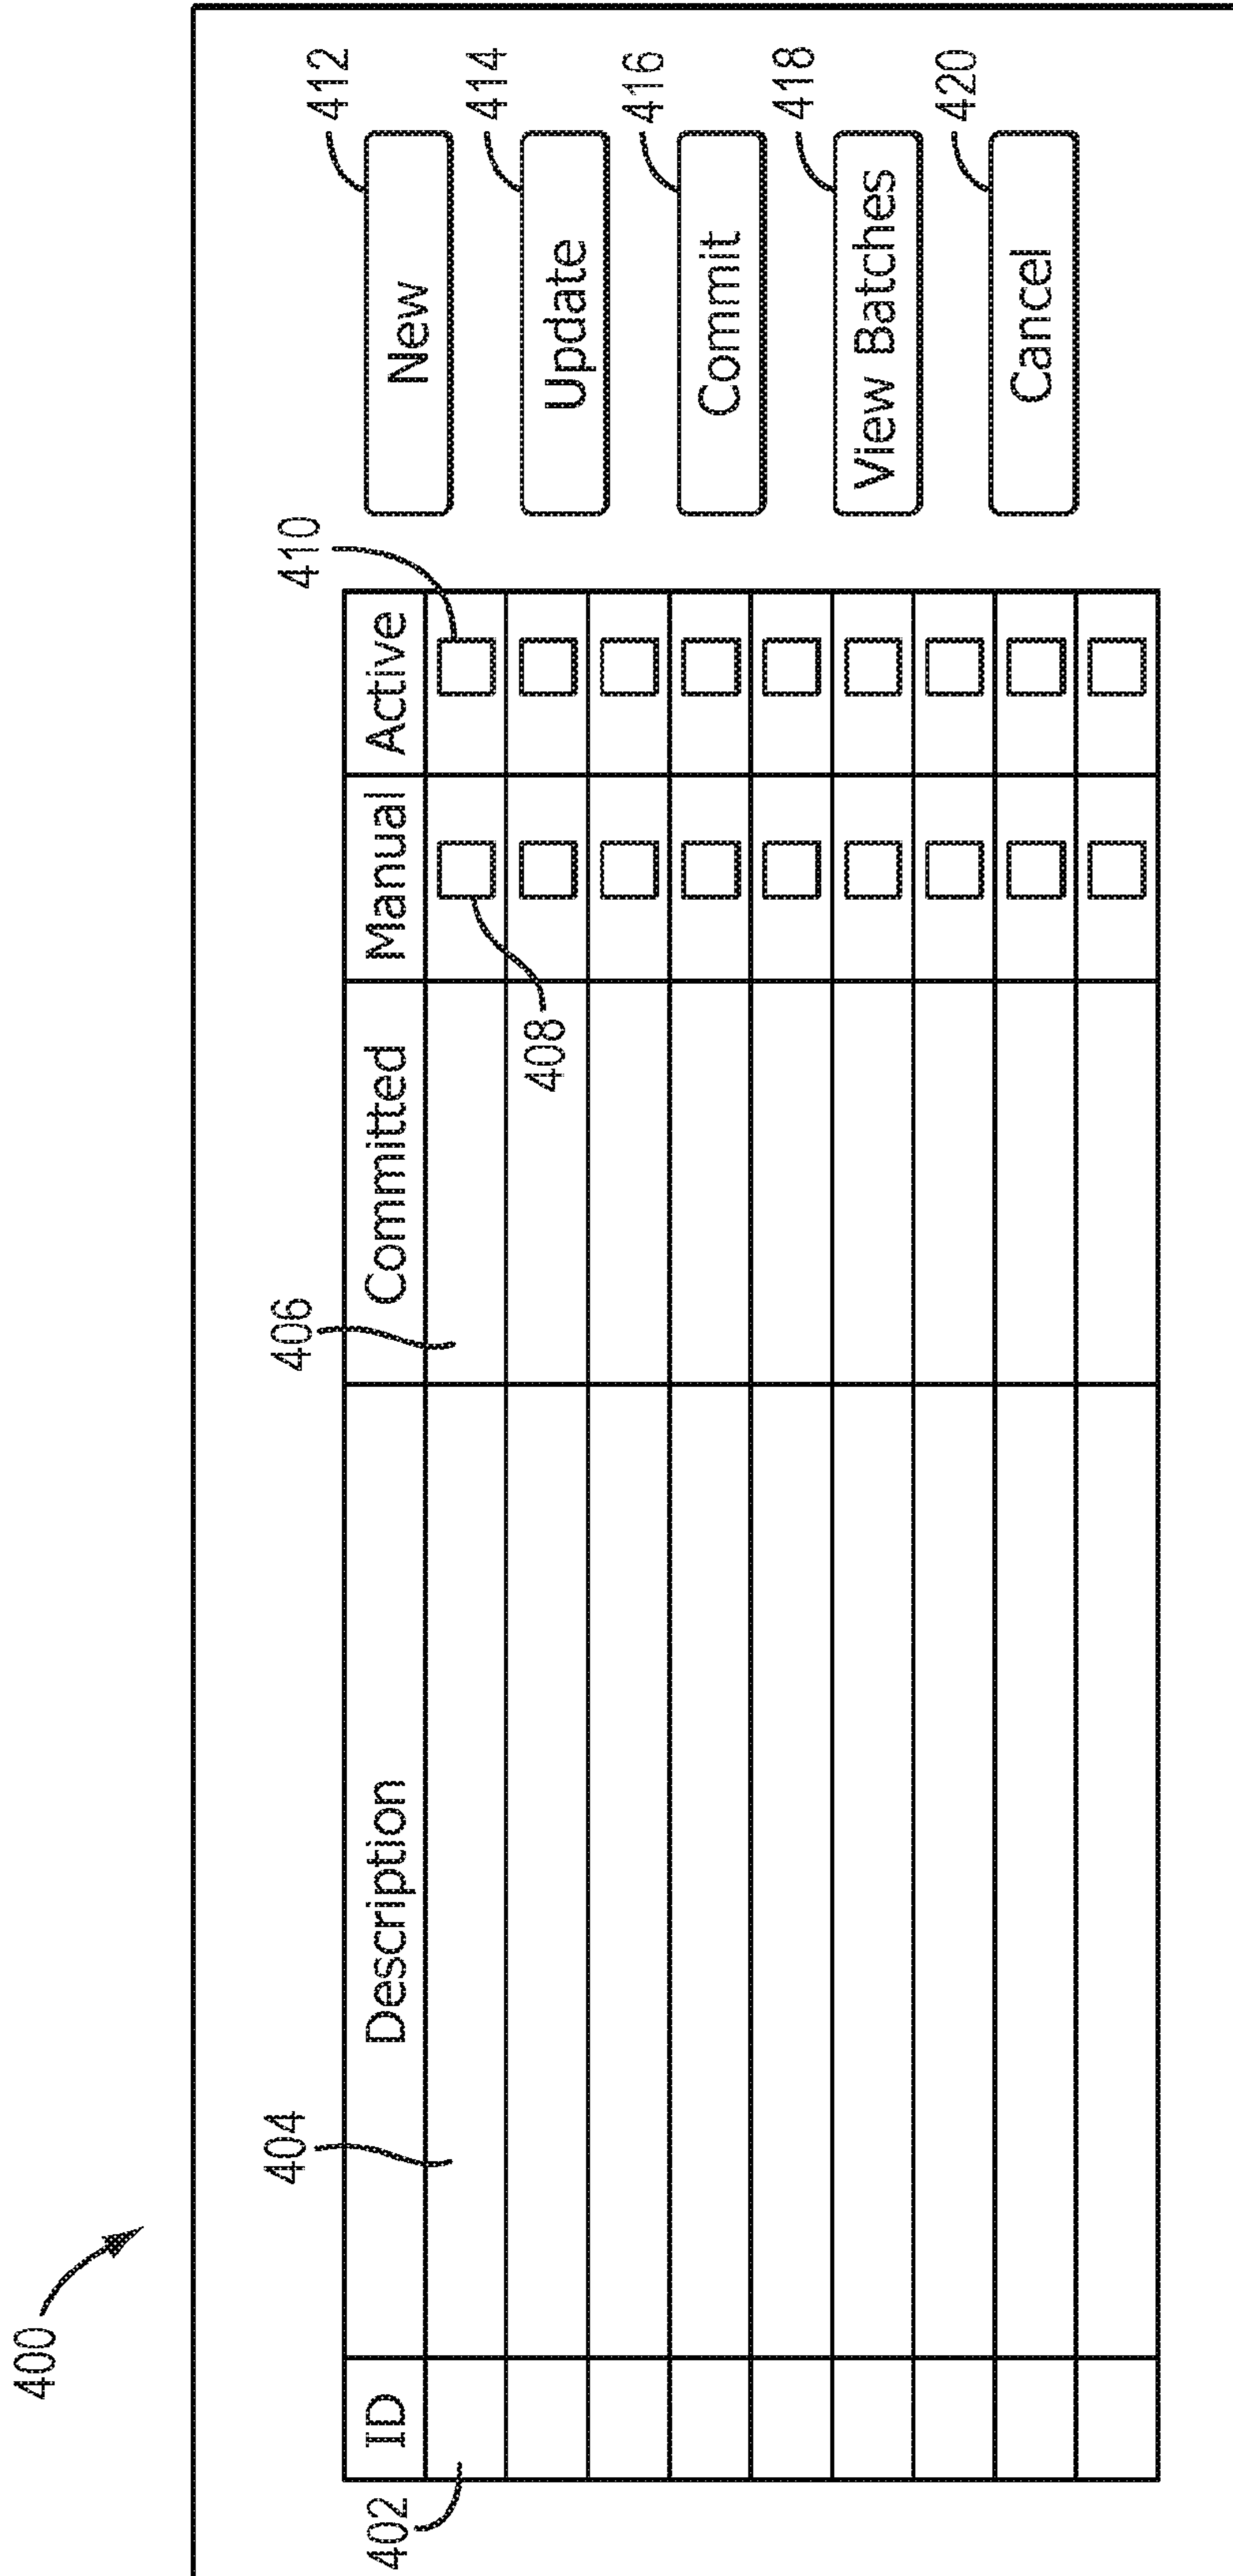 400
402
404
406
408
410
ID Description Committed Manual Active
New
412
Update
414
Commit
416
View Batches
418
Cancel
420